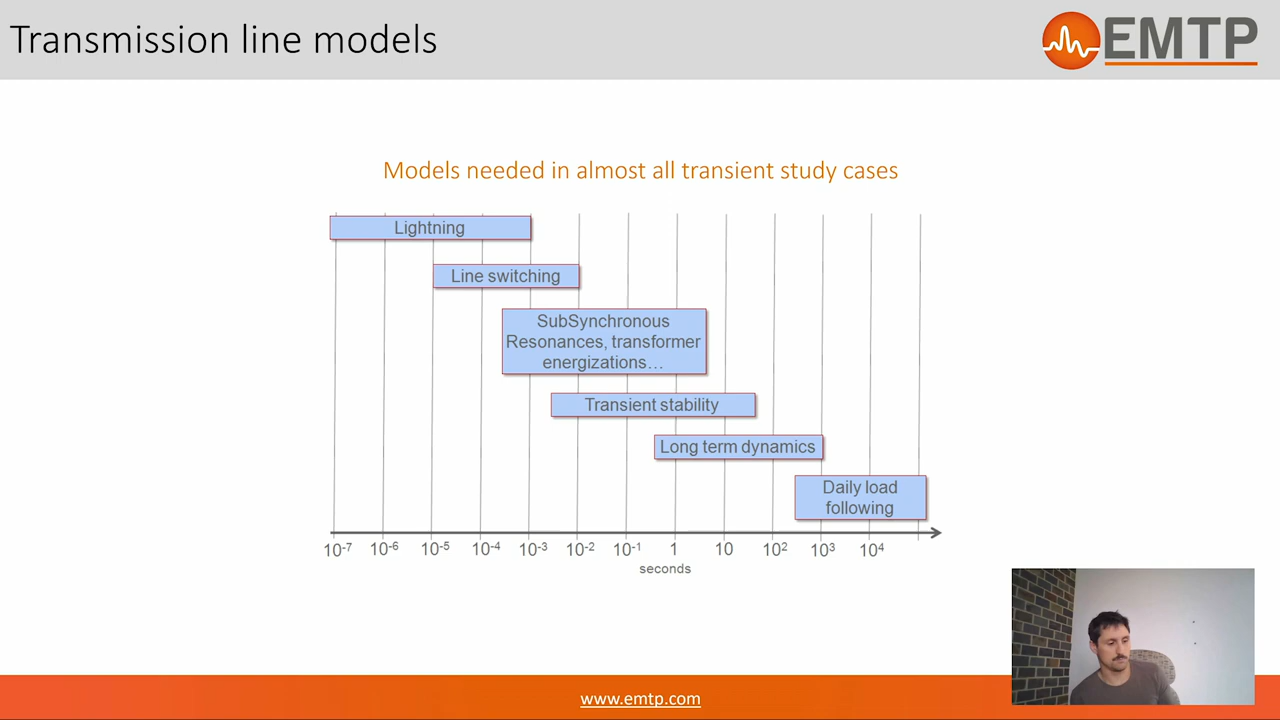 Transmission line models
EMTP
Models needed in almost all transient study cases
Lightning
Line switching
SubSynchronous
Resonances, transformer
energizations…
Transient stability
Long term dynamics
Daily load
following
10⁻⁷ 10⁻⁶ 10⁻⁵ 10⁻⁴ 10⁻³ 10⁻² 10⁻¹ 1 10 10² 10³ 10⁴
seconds
www.emtp.com